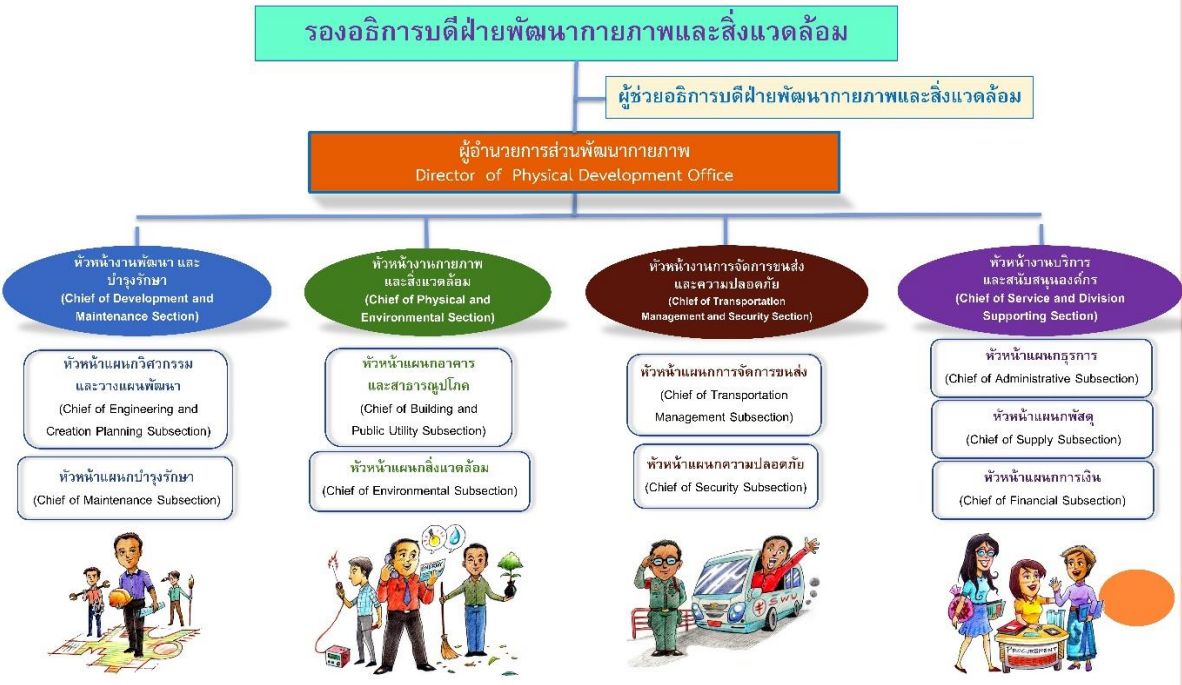 รองอธิการบดีฝ่ายพัฒนากายภาพและสิ่งแวดล้อม
ผู้ช่วยอธิการบดีฝ่ายพัฒนากายภาพและสิ่งแวดล้อม
ผู้อำนวยการส่วนพัฒนากายภาพ
Director of Physical Development Office
หัวหน้างานพัฒนา และ
บำรุงรักษา
(Chief of Development and
Maintenance Section)
หัวหน้าแผนกวิศวกรรม
และวางแผนพัฒนา
(Chief of Engineering and
Creation Planning Subsection)
หัวหน้าแผนกบำรุงรักษา
(Chief of Maintenance Subsection)
หัวหน้างานกายภาพ
และสิ่งแวดล้อม
(Chief of Physical and
Environmental Section)
หัวหน้าแผนกอาคาร
และสาธารณูปโภค
(Chief of Building and
Public Utility Subsection)
หัวหน้าแผนกสิ่งแวดล้อม
(Chief of Environmental Subsection)
หัวหน้างานการจัดการขนส่ง
และความปลอดภัย
(Chief of Transportation
Management and Security Section)
หัวหน้าแผนกการจัดการขนส่ง
(Chief of Transportation
Management Subsection)
หัวหน้าแผนกความปลอดภัย
(Chief of Security Subsection)
หัวหน้างานบริการ
และสนับสนุนองค์กร
(Chief of Service and Division
Supporting Section)
หัวหน้าแผนกธุรการ
(Chief of Administrative Subsection)
หัวหน้าแผนกพัสดุ
(Chief of Supply Subsection)
หัวหน้าแผนกการเงิน
(Chief of Financial Subsection)
ENERGY
SWU
PROCUREMENT